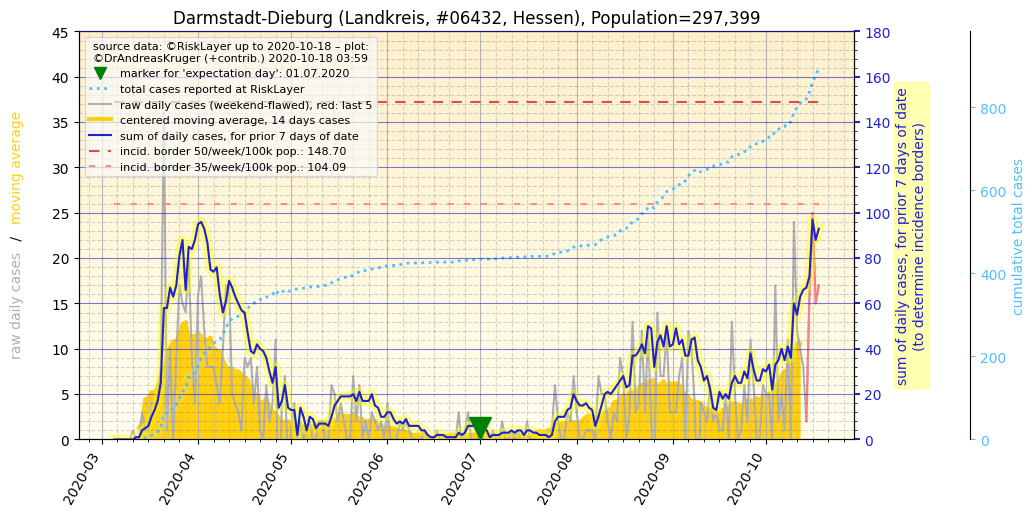 Darmstadt-Dieburg (Landkreis, #06432, Hessen), Population=297,399
source data: ©RiskLayer up to 2020-10-18 – plot:
©DrAndreasKruger (+contrib.) 2020-10-18 03:59
marker for 'expectation day': 01.07.2020
total cases reported at RiskLayer
raw daily cases (weekend-flawed), red: last 5
centered moving average, 14 days cases
sum of daily cases, for prior 7 days of date
incid. border 50/week/100k pop.: 148.70
incid. border 35/week/100k pop.: 104.09
raw daily cases / moving average
45
40
35
30
25
20
15
10
5
0
2020-03
2020-04
2020-05
2020-06
2020-07
2020-08
2020-09
2020-10
180
160
140
120
100
80
60
40
20
0
sum of daily cases, for prior 7 days of date
(to determine incidence borders)
800
600
400
200
0
cumulative total cases